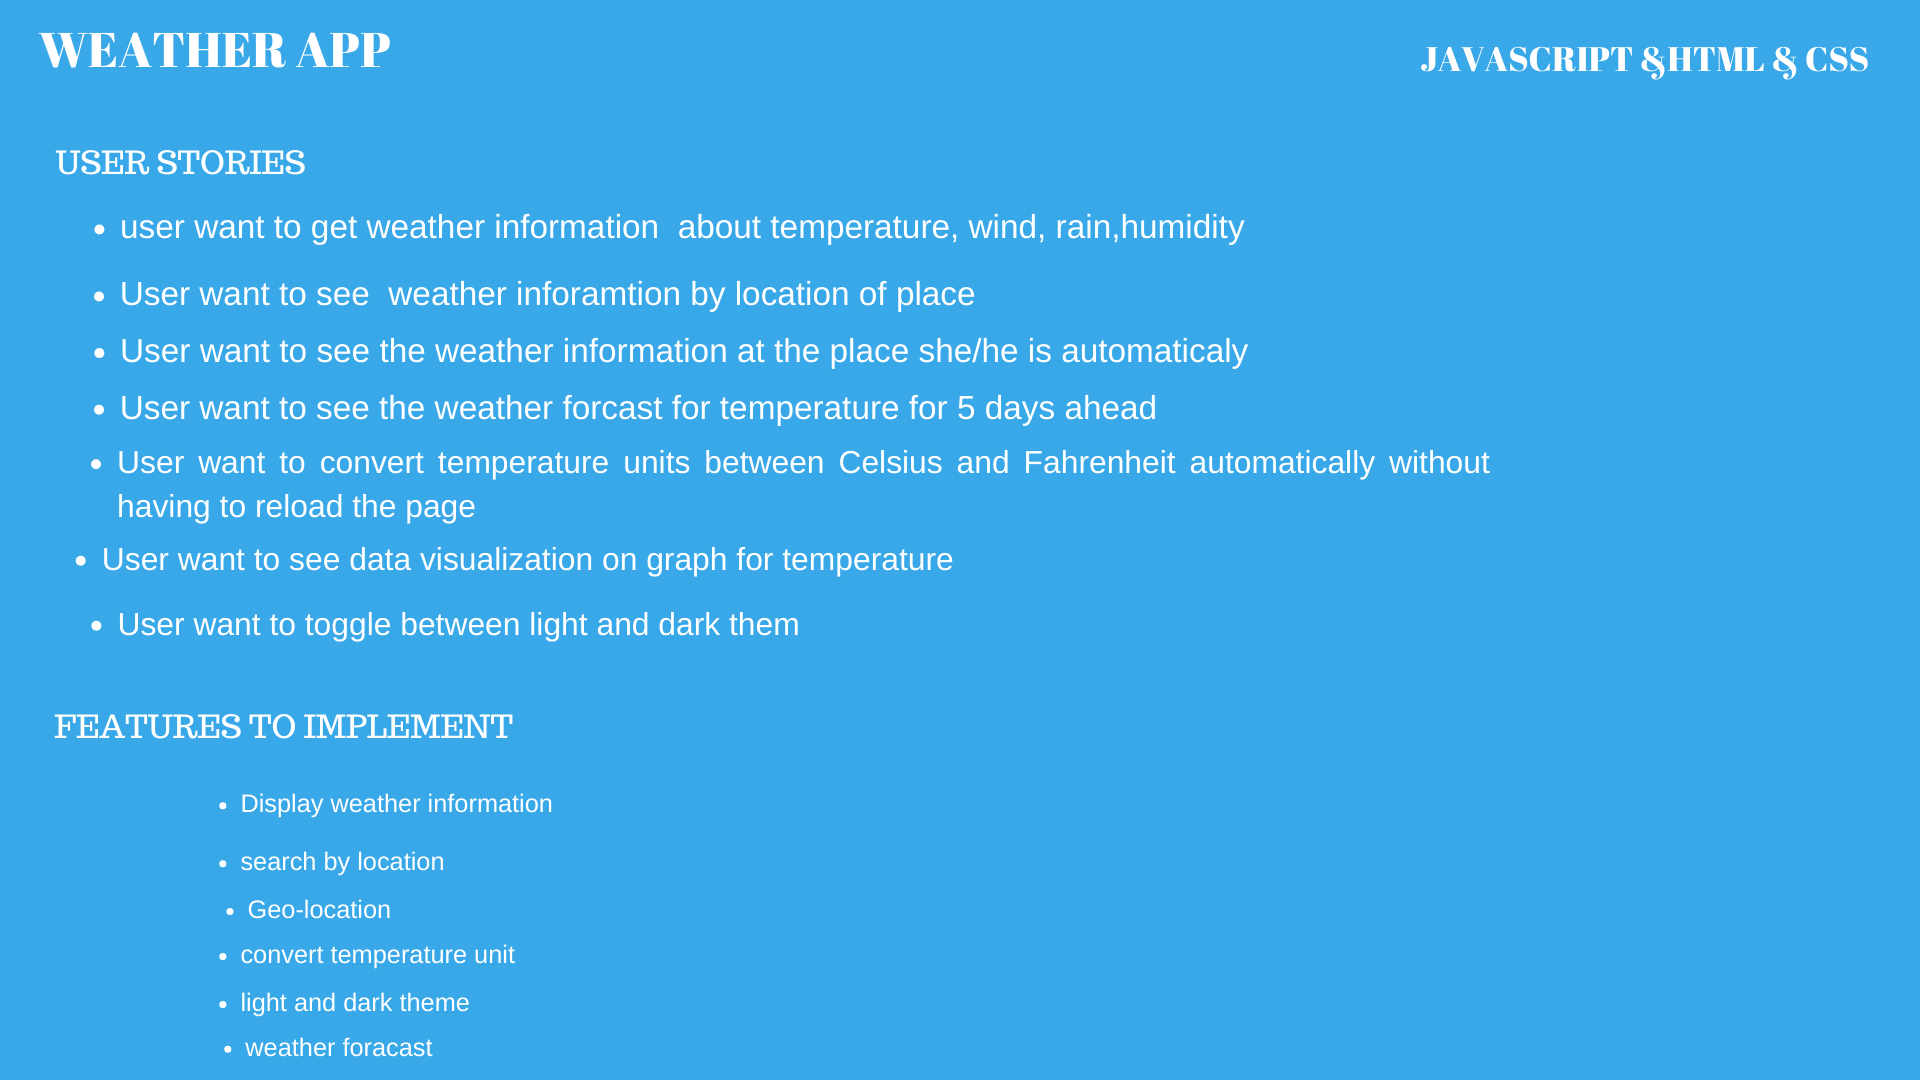 WEATHER APP
JAVASCRIPT &HTML & CSS
USER STORIES
• user want to get weather information  about temperature, wind, rain,humidity
• User want to see  weather inforamtion by location of place
• User want to see the weather information at the place she/he is automaticaly
• User want to see the weather forcast for temperature for 5 days ahead
• User want to convert temperature units between Celsius and Fahrenheit automatically without
having to reload the page
• User want to see data visualization on graph for temperature
• User want to toggle between light and dark them
FEATURES TO IMPLEMENT
• Display weather information
• search by location
• Geo-location
• convert temperature unit
• light and dark theme
• weather foracast